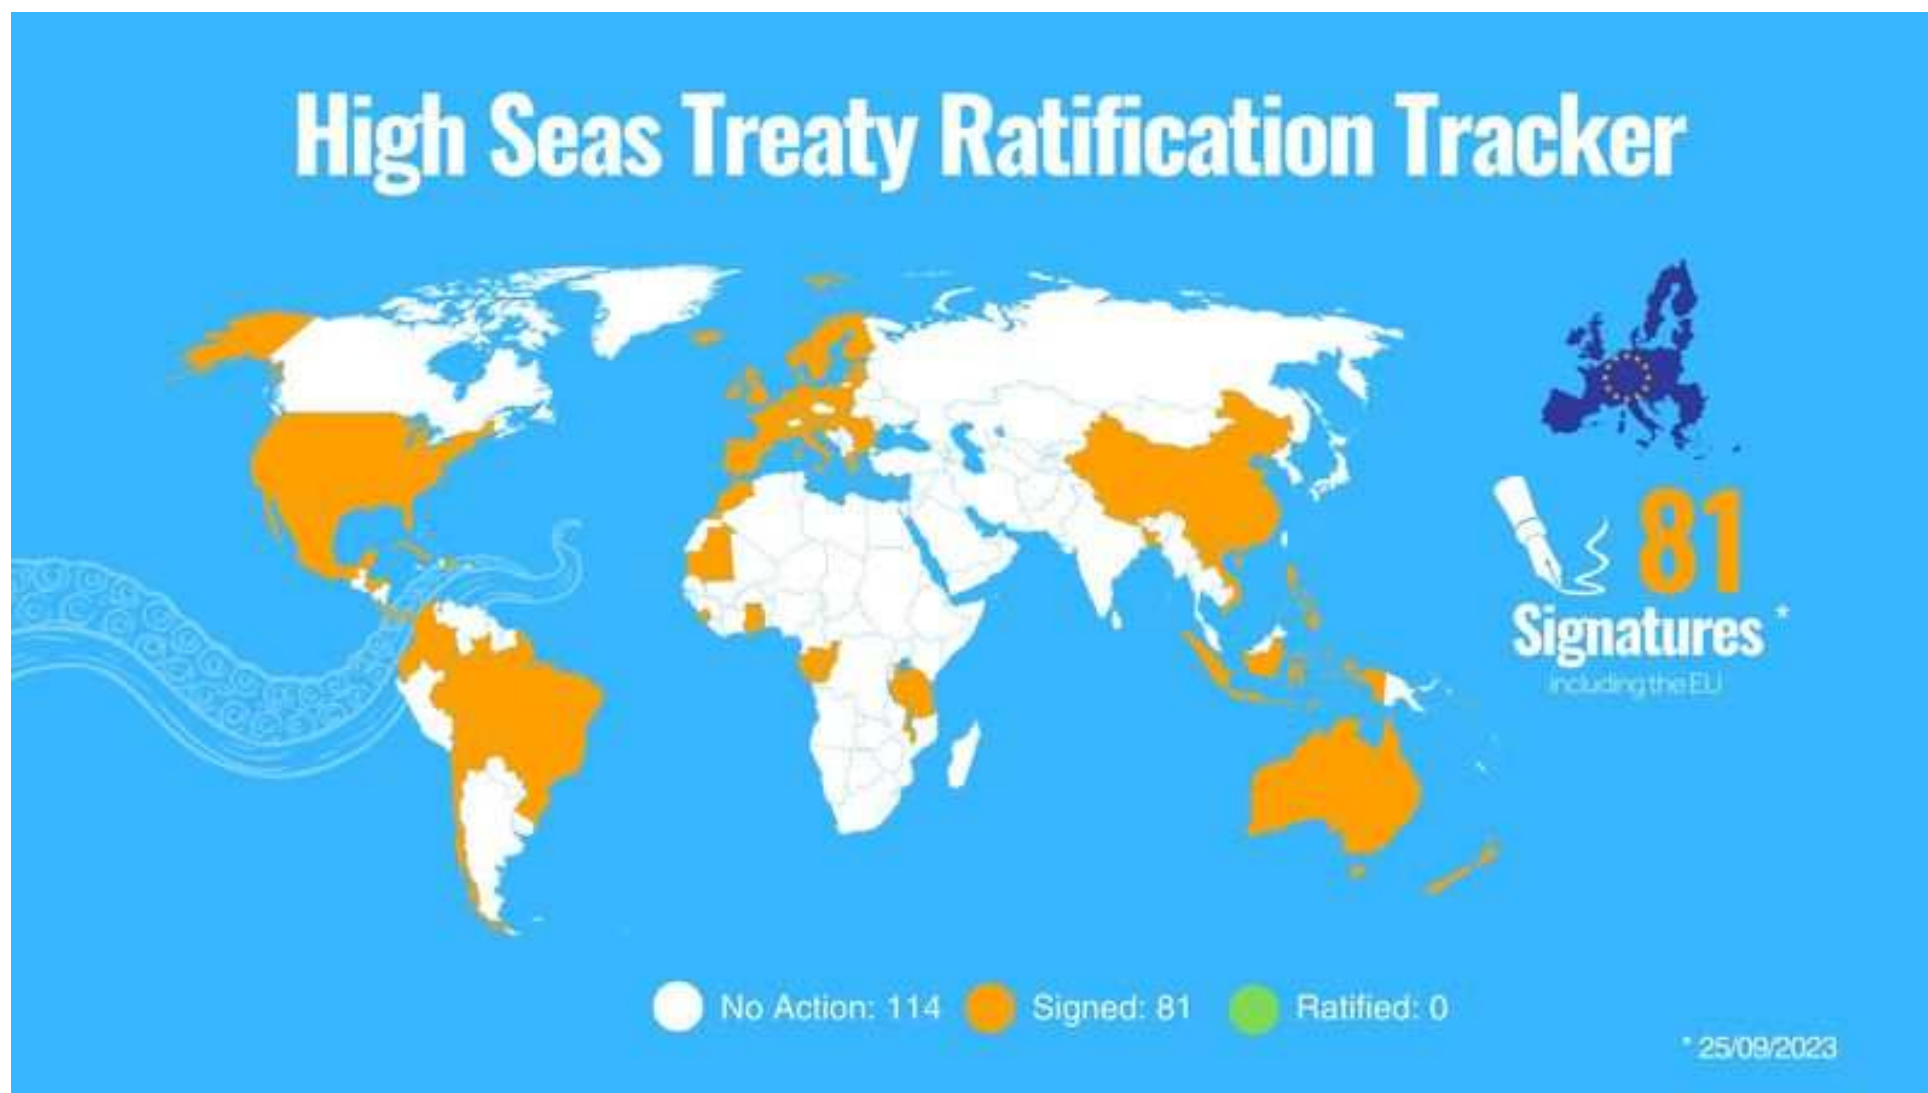 High Seas Treaty Ratification Tracker
81
Signatures *
including the EU
No Action: 114 Signed: 81 Ratified: 0
* 25/09/2023